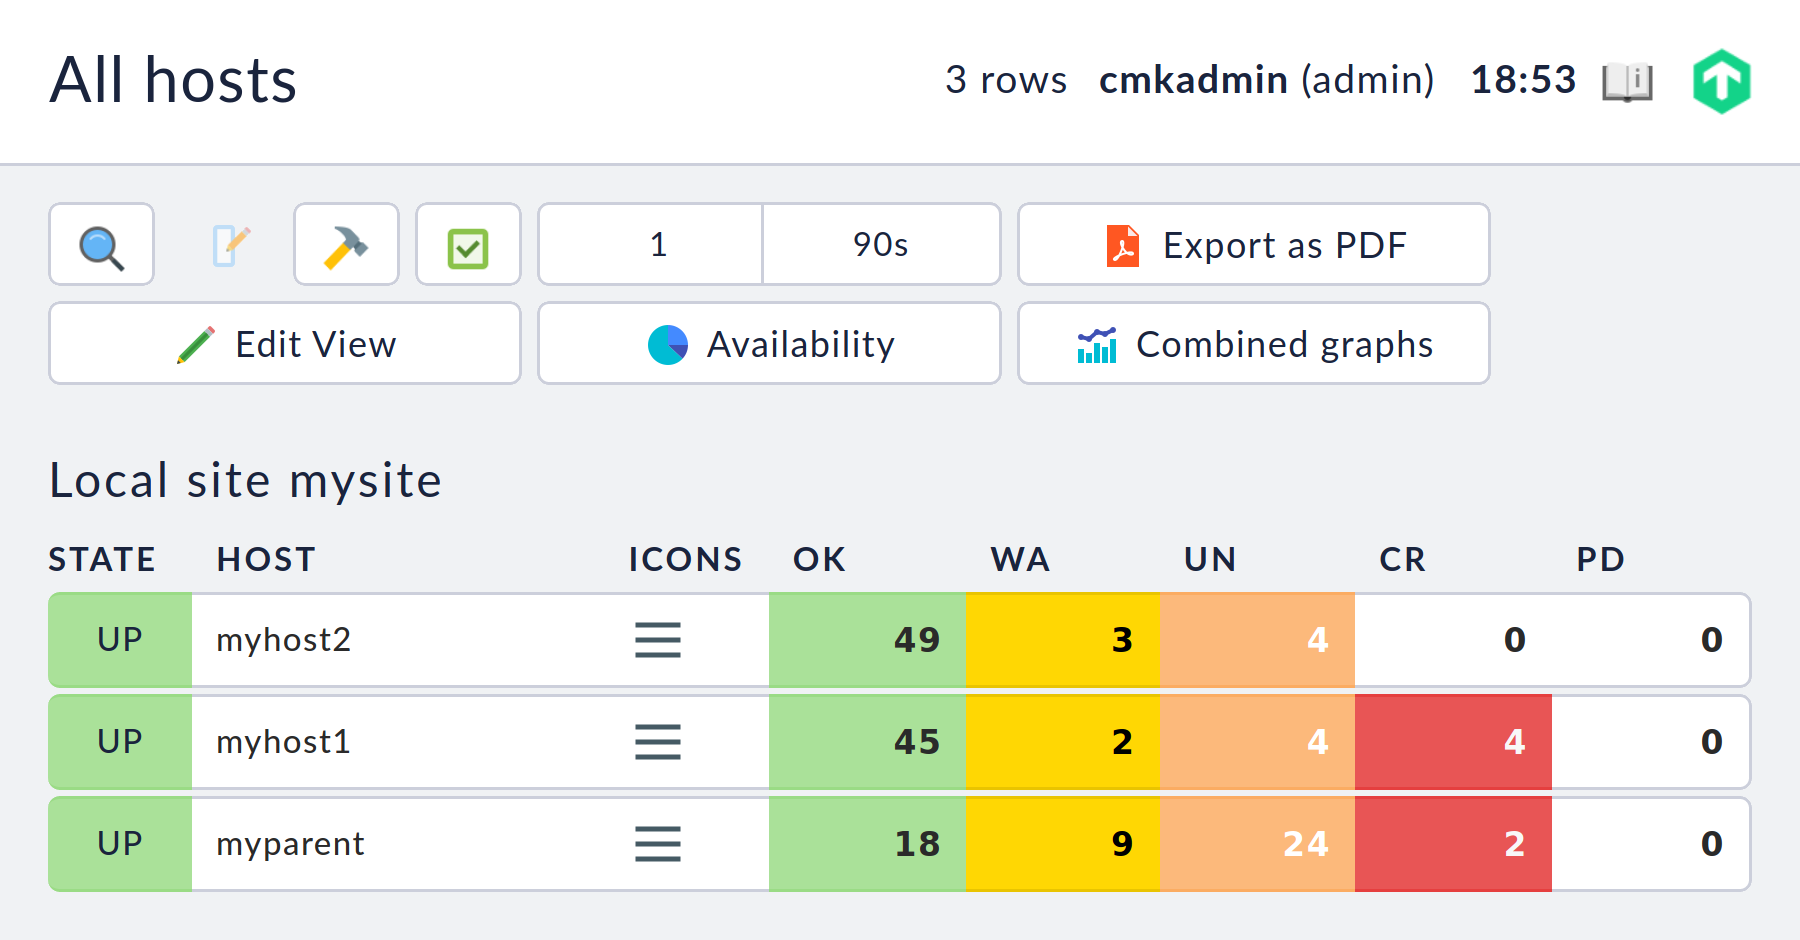 All hosts
3 rows cmkadmin (admin) 18:53
1 90s Export as PDF
Edit View Availability Combined graphs
Local site mysite
STATE HOST ICONS OK WA UN CR PD
UP myhost2 49 3 4 0 0
UP myhost1 45 2 4 4 0
UP myparent 18 9 24 2 0